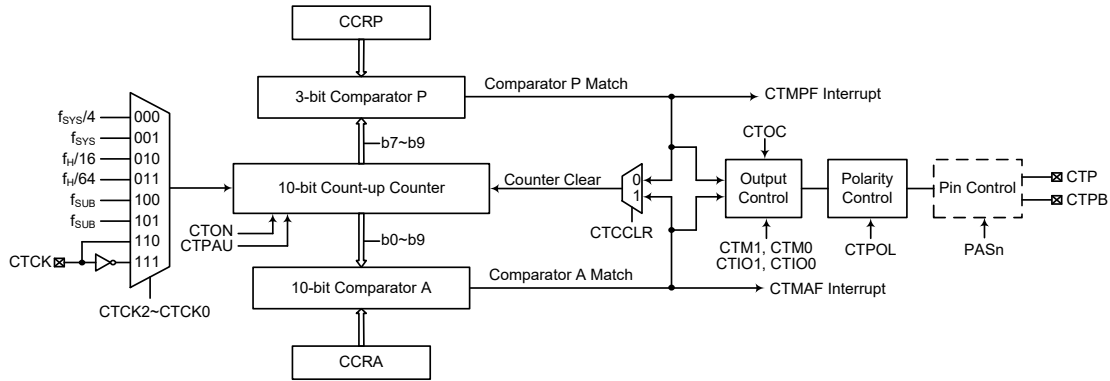 CCRP
3-bit Comparator P
Comparator P Match
CTMPF Interrupt
b7~b9
fSYS/4
000
fSYS
001
fH/16
010
fH/64
011
fSUB
100
fSUB
101
110
CTCK
111
CTCK2~CTCK0
10-bit Count-up Counter
CTON
CTPAU
b0~b9
Counter Clear
0
1
CTCCLR
CTOC
Output
Control
CTM1, CTM0
CTIO1, CTIO0
Polarity
Control
CTPOL
Pin Control
PASn
CTP
CTPB
10-bit Comparator A
Comparator A Match
CTMAF Interrupt
CCRA